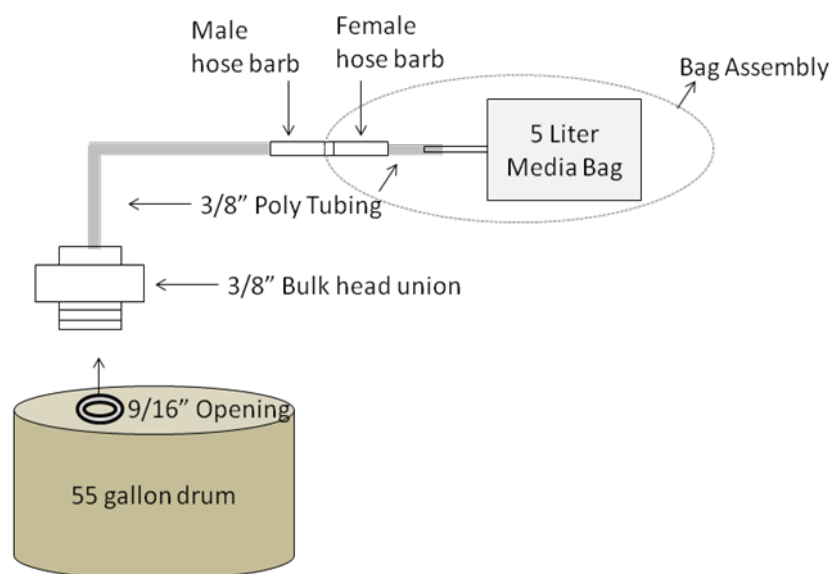 Male
hose barb
Female
hose barb
Bag Assembly
5 Liter
Media Bag
3/8” Poly Tubing
3/8” Bulk head union
9/16” Opening
55 gallon drum